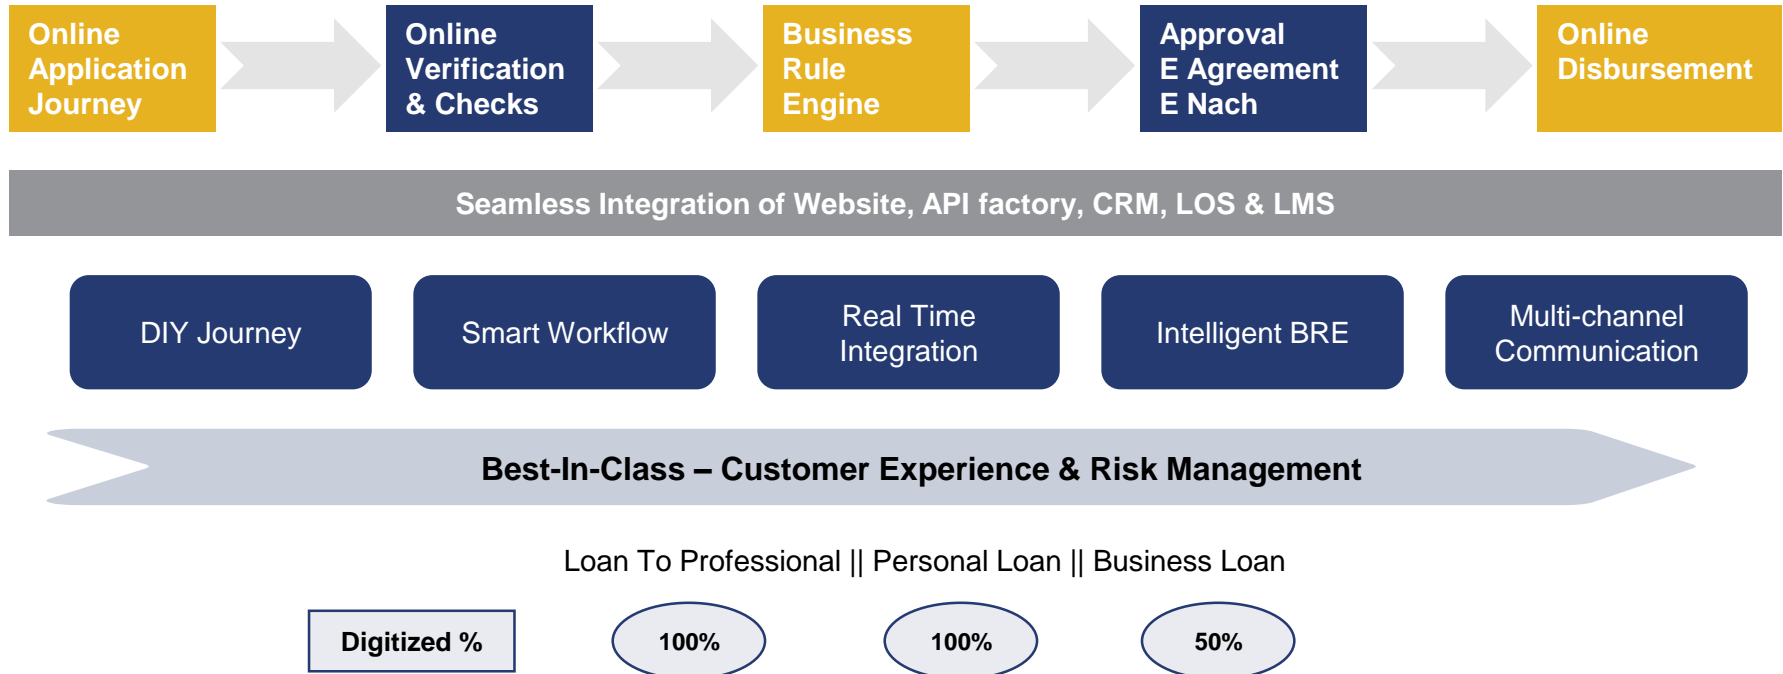 Online
Application
Journey
Online
Verification
& Checks
Business
Rule
Engine
Approval
E Agreement
E Nach
Online
Disbursement
Seamless Integration of Website, API factory, CRM, LOS & LMS
DIY Journey
Smart Workflow
Real Time
Integration
Intelligent BRE
Multi-channel
Communication
Best-In-Class – Customer Experience & Risk Management
Loan To Professional || Personal Loan || Business Loan
Digitized %
100%
100%
50%